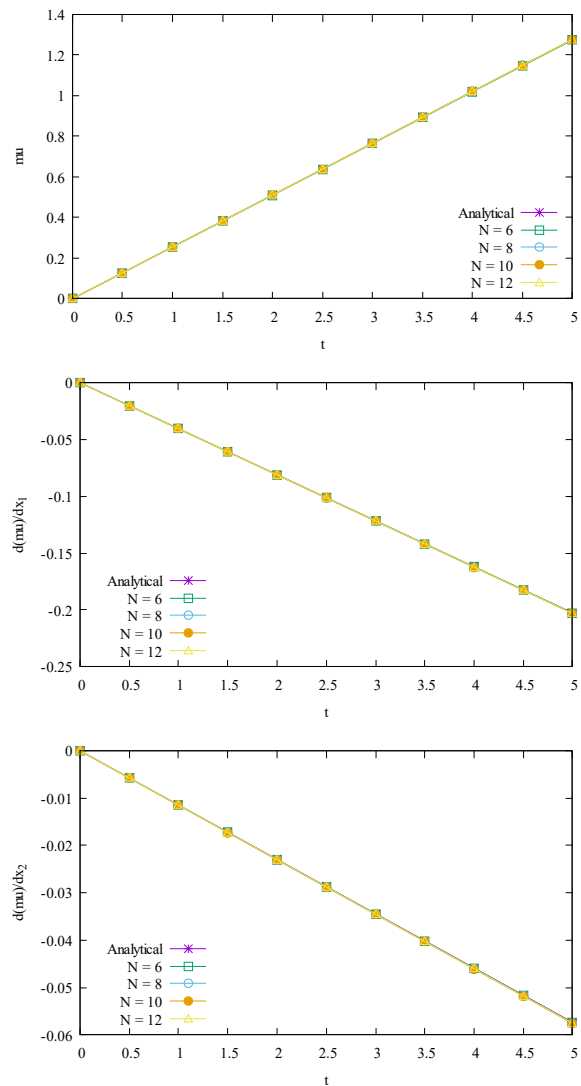 1.4
1.2
1
0.8
0.6
0.4
0.2
0
mu
Analytical
N = 6
N = 8
N = 10
N = 12
0 0.5 1 1.5 2 2.5 3 3.5 4 4.5 5
t
0
-0.05
-0.1
-0.15
-0.2
-0.25
d(mu)/dx₁
Analytical
N = 6
N = 8
N = 10
N = 12
0 0.5 1 1.5 2 2.5 3 3.5 4 4.5 5
t
0
-0.01
-0.02
-0.03
-0.04
-0.05
-0.06
d(mu)/dx₂
Analytical
N = 6
N = 8
N = 10
N = 12
0 0.5 1 1.5 2 2.5 3 3.5 4 4.5 5
t